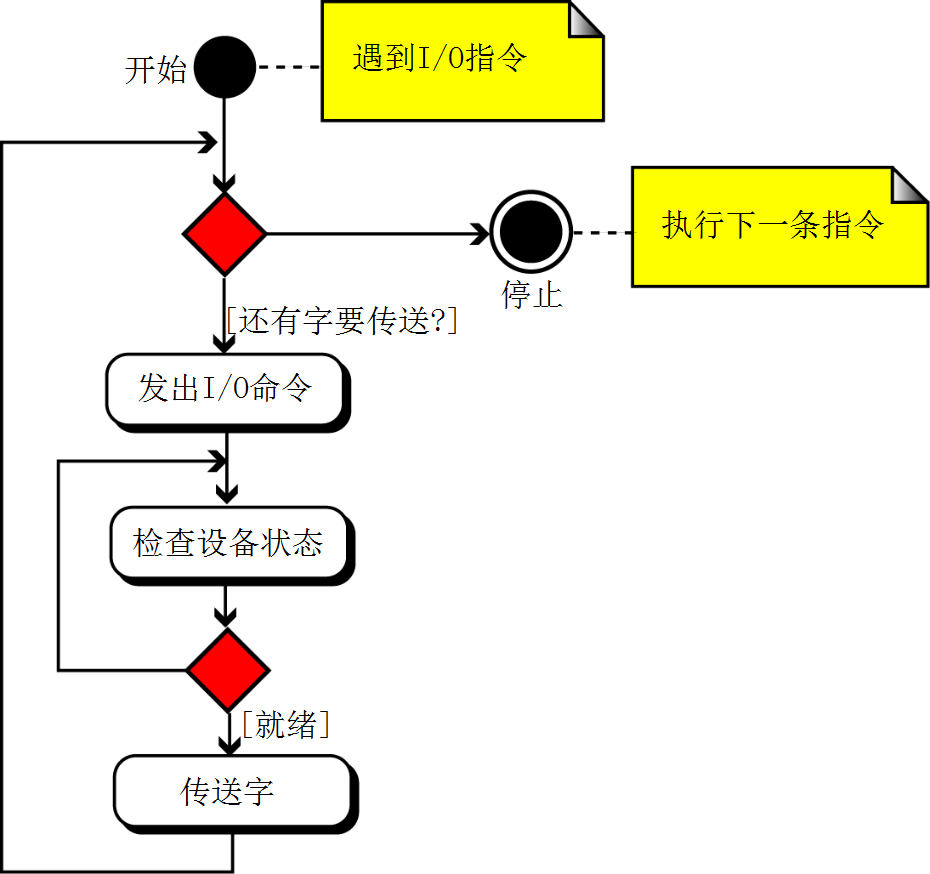 遇到I/O指令
开始
执行下一条指令
停止
[还有字要传送?]
发出I/O命令
检查设备状态
[就绪]
传送字